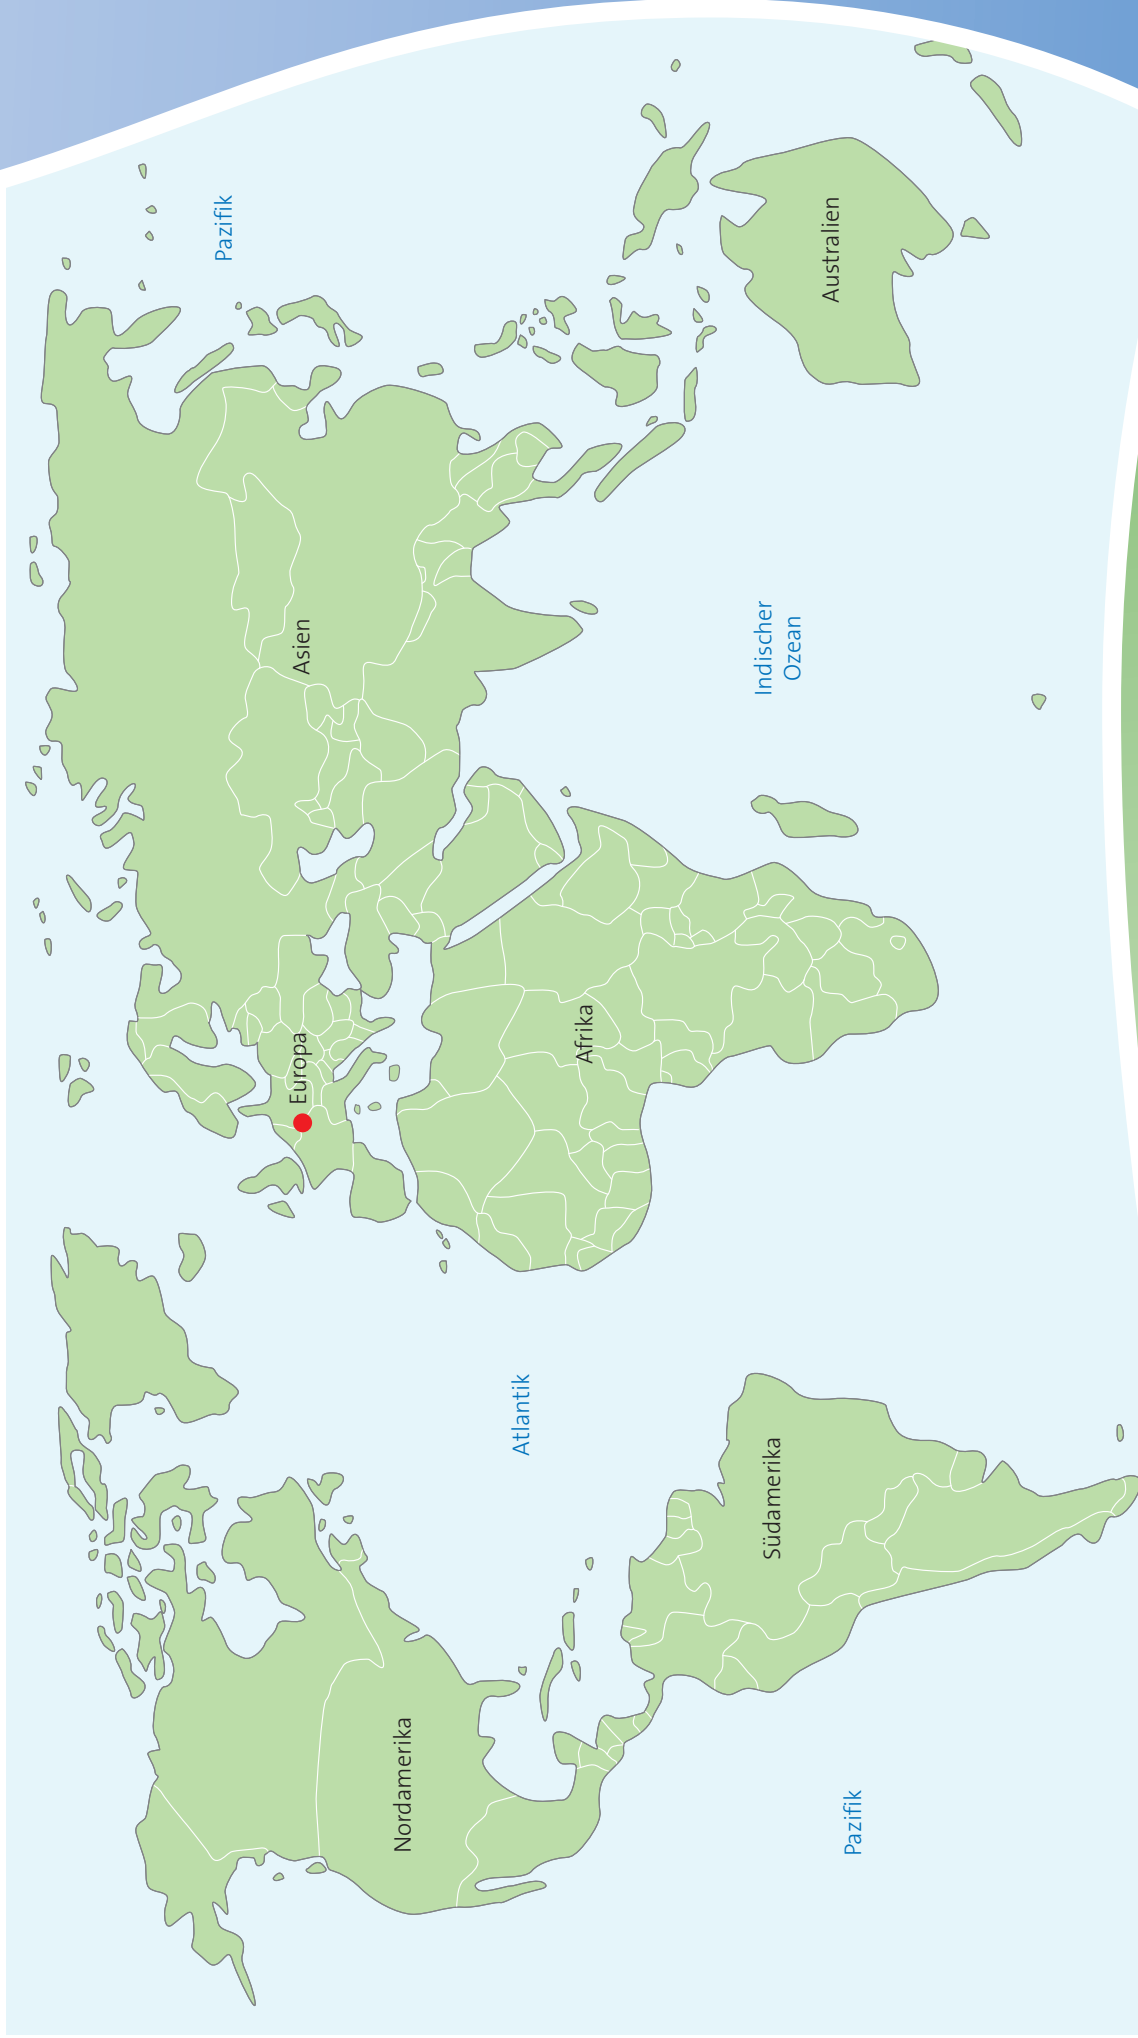 Pazifik
Europa
Asien
Nordamerika
Atlantik
Afrika
Südamerika
Indischer
Ozean
Australien
Pazifik